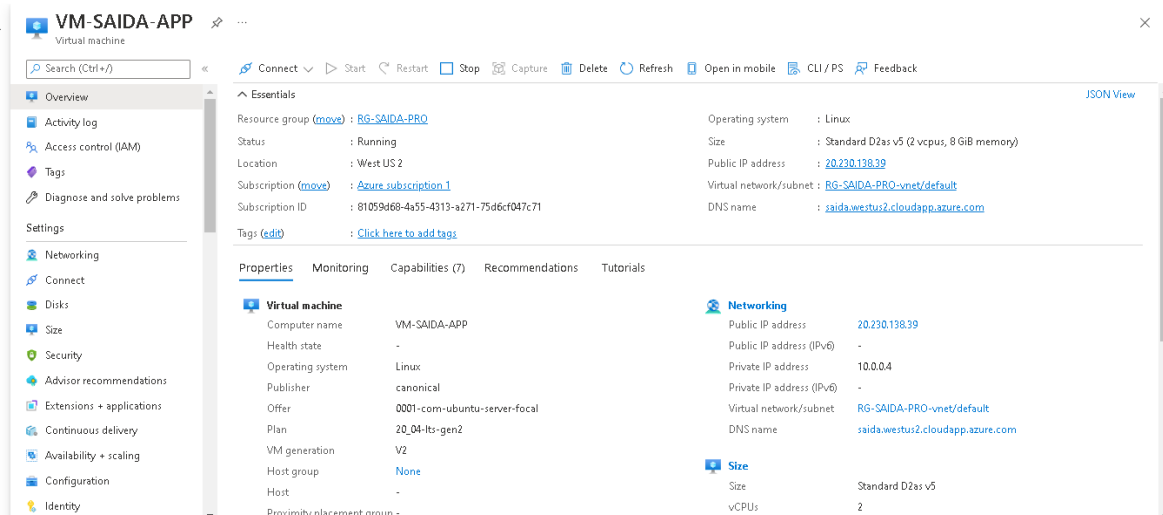 VM-SAIDA-APP ...
Virtual machine
Search (Ctrl+/)
«
Connect
Start
Restart
Stop
Capture
Delete
Refresh
Open in mobile
CLI / PS
Feedback
Overview
Activity log
Access control (IAM)
Tags
Diagnose and solve problems
Settings
Networking
Connect
Disks
Size
Security
Advisor recommendations
Extensions + applications
Continuous delivery
Availability + scaling
Configuration
Identity
Essentials
JSON View
Resource group (move) : RG-SAIDA-PRO
Status : Running
Location : West US 2
Subscription (move) : Azure subscription 1
Subscription ID : 81059d68-4a55-4313-a271-75d6cf047c71
Tags (edit) : Click here to add tags
Operating system : Linux
Size : Standard D2as v5 (2 vcpus, 8 GiB memory)
Public IP address : 20.230.138.39
Virtual network/subnet : RG-SAIDA-PRO-vnet/default
DNS name : saida.westus2.cloudapp.azure.com
Properties Monitoring Capabilities (7) Recommendations Tutorials
Virtual machine
Computer name VM-SAIDA-APP
Health state -
Operating system Linux
Publisher canonical
Offer 0001-com-ubuntu-server-focal
Plan 20_04-lts-gen2
VM generation V2
Host group None
Host -
Proximity placement group -
Networking
Public IP address 20.230.138.39
Public IP address (IPv6) -
Private IP address 10.0.0.4
Private IP address (IPv6) -
Virtual network/subnet RG-SAIDA-PRO-vnet/default
DNS name saida.westus2.cloudapp.azure.com
Size
Size Standard D2as v5
vCPUs 2